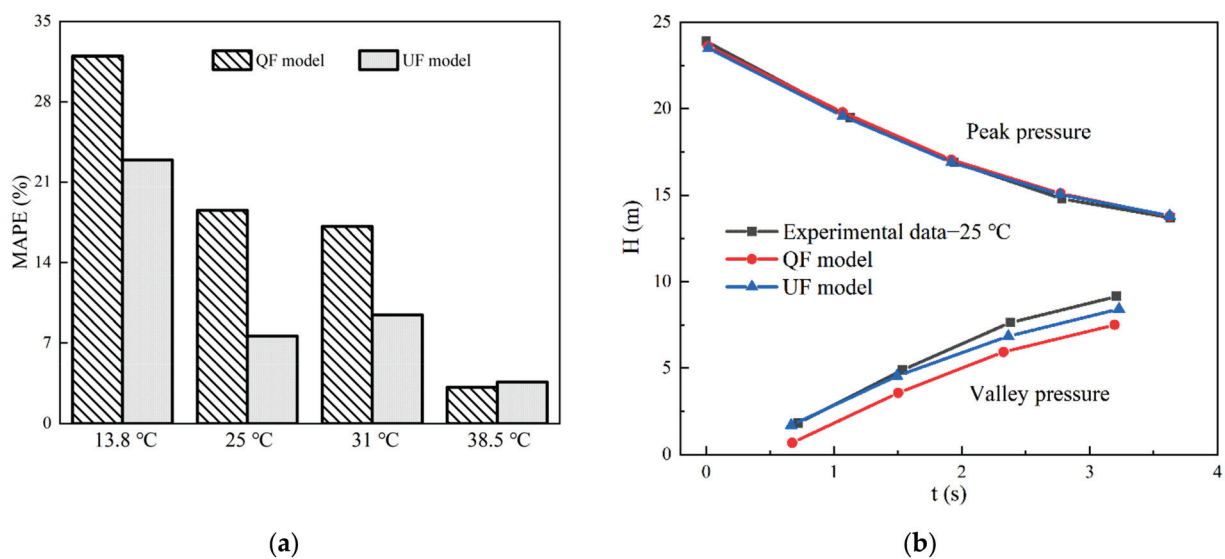 35
28
21
14
7
0
MAPE (%)
QF model
UF model
13.8 ℃
25 ℃
31 ℃
38.5 ℃
(a)
25
20
15
10
5
0
H (m)
Peak pressure
Experimental data−25 ℃
QF model
UF model
Valley pressure
0
1
2
3
4
t (s)
(b)